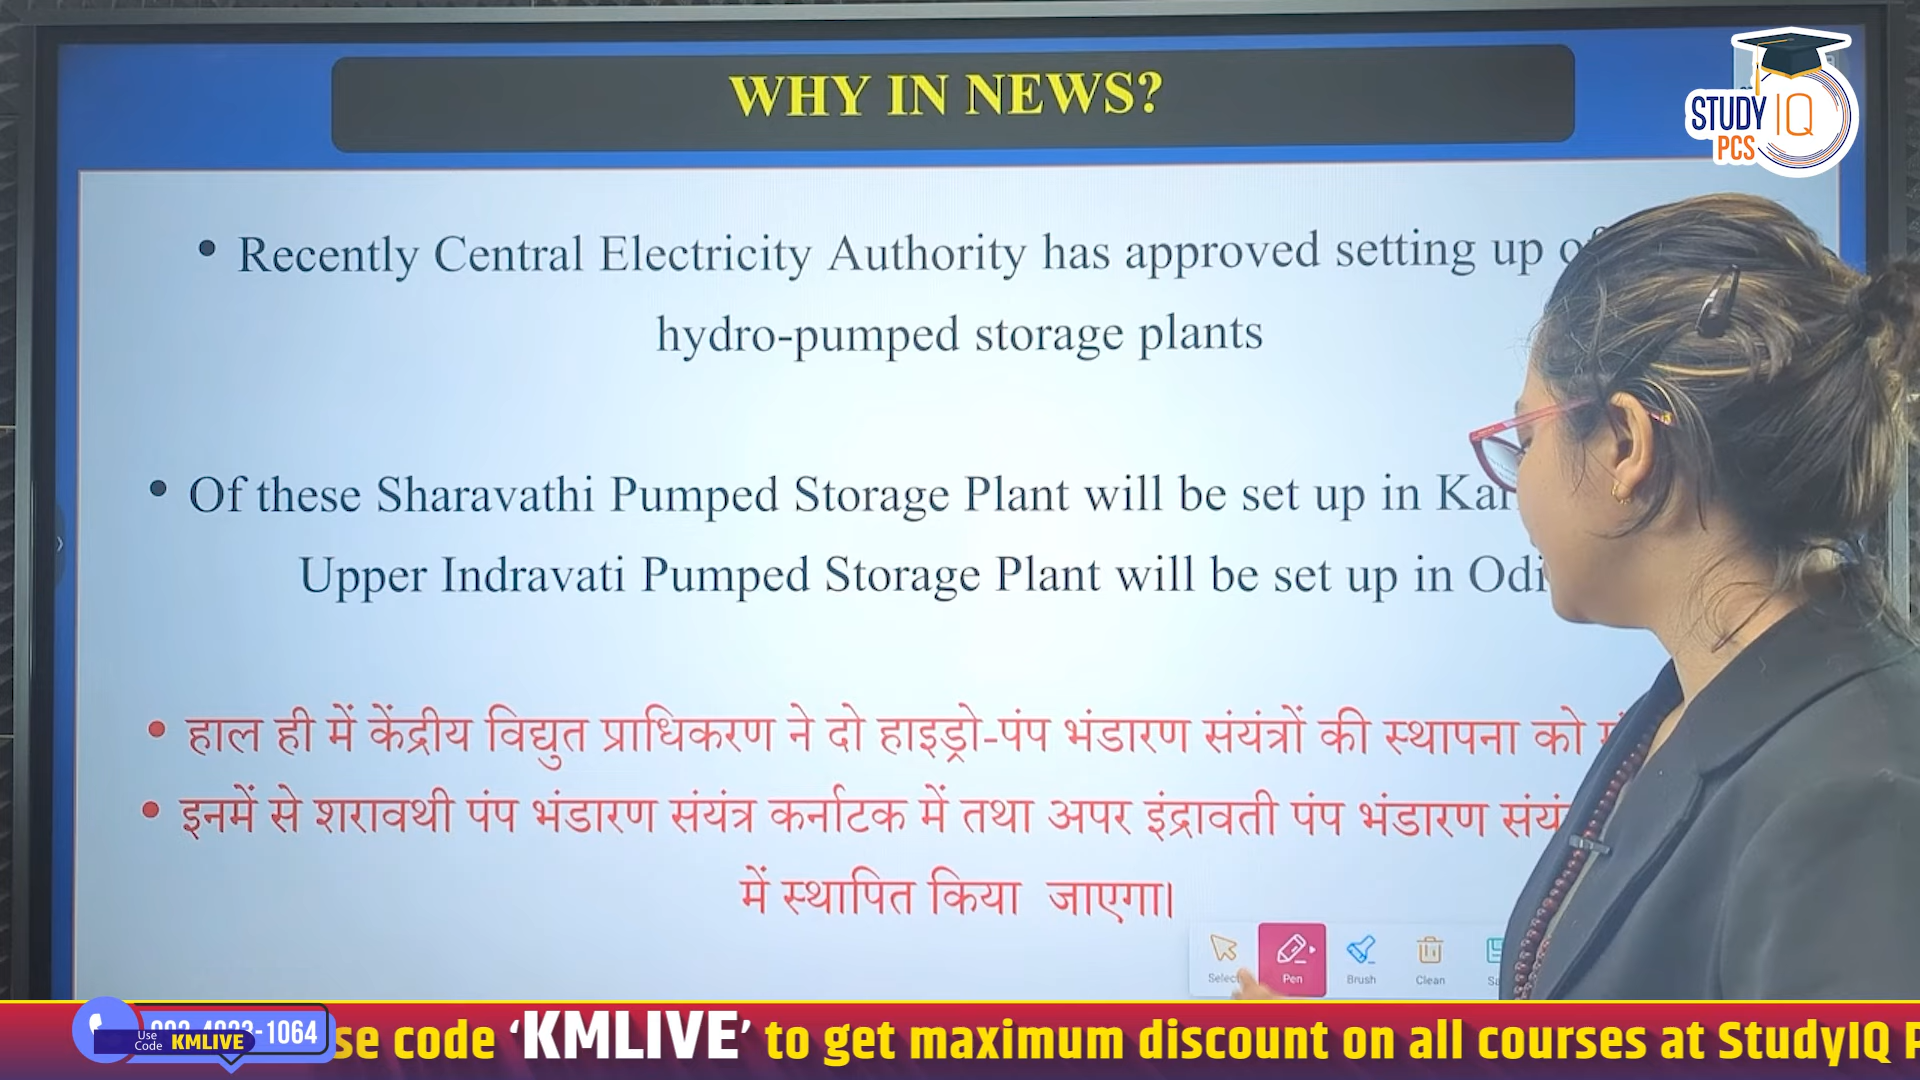 WHY IN NEWS?
STUDY IQ
PCS
• Recently Central Electricity Authority has approved setting up
hydro-pumped storage plants
• Of these Sharavathi Pumped Storage Plant will be set up in
Upper Indravati Pumped Storage Plant will be set up in
• हाल ही में केंद्रीय विद्युत प्राधिकरण ने दो हाइड्रो-पंप भंडारण संयंत्रों की स्थापना को
• इनमें से शरावथी पंप भंडारण संयंत्र कर्नाटक में तथा अपर इंद्रावती पंप भंडारण
में स्थापित किया जाएगा।
Select Pen Brush Clean
-1064
Use Code KMLIVE
code ‘KMLIVE’ to get maximum discount on all courses at StudyIQ